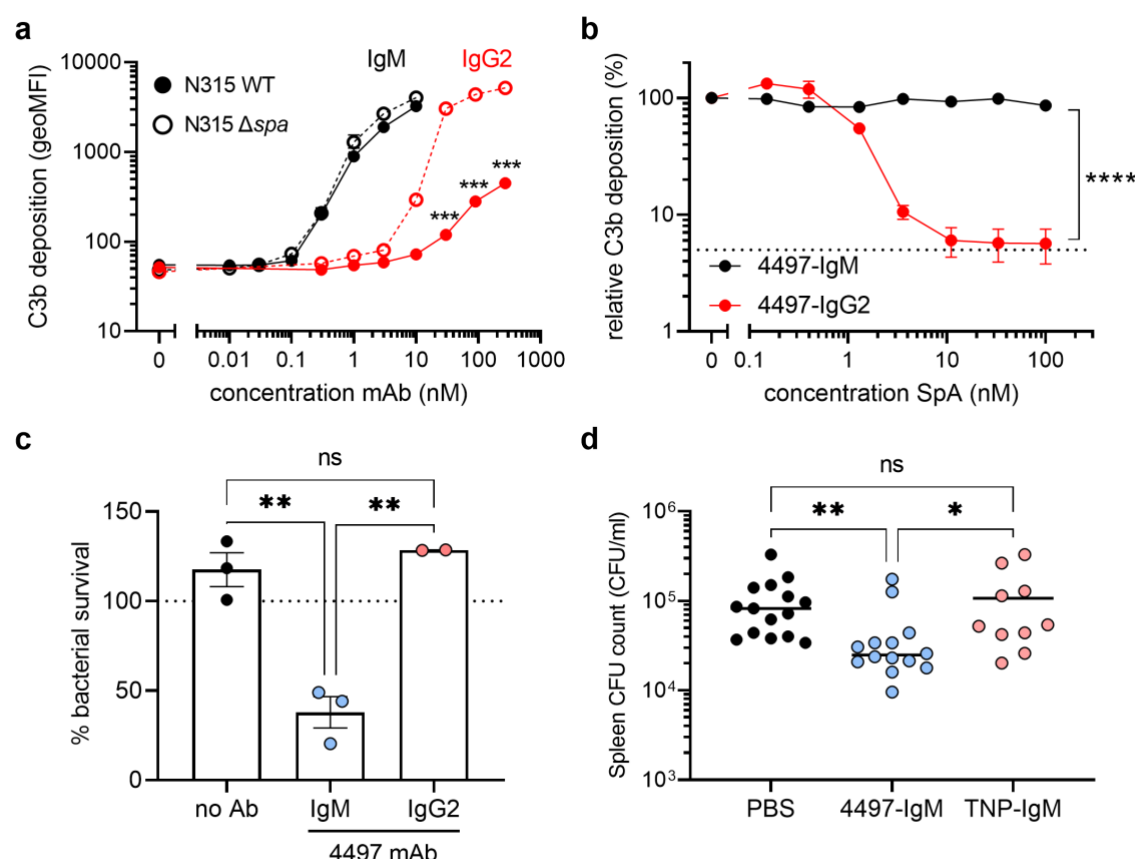 a
IgM
IgG2
N315 WT
N315 Δspa
C3b deposition (geoMFI)
10000
1000
100
10
***
***
***
0
0.01
0.1
1
10
100
1000
concentration mAb (nM)
b
relative C3b deposition (%)
100
10
1
****
4497-IgM
4497-IgG2
0
0.1
1
10
100
concentration SpA (nM)
c
ns
**
**
% bacterial survival
150
100
50
0
no Ab
IgM
IgG2
4497 mAb
d
ns
**
*
Spleen CFU count (CFU/ml)
10⁶
10⁵
10⁴
10³
PBS
4497-IgM
TNP-IgM